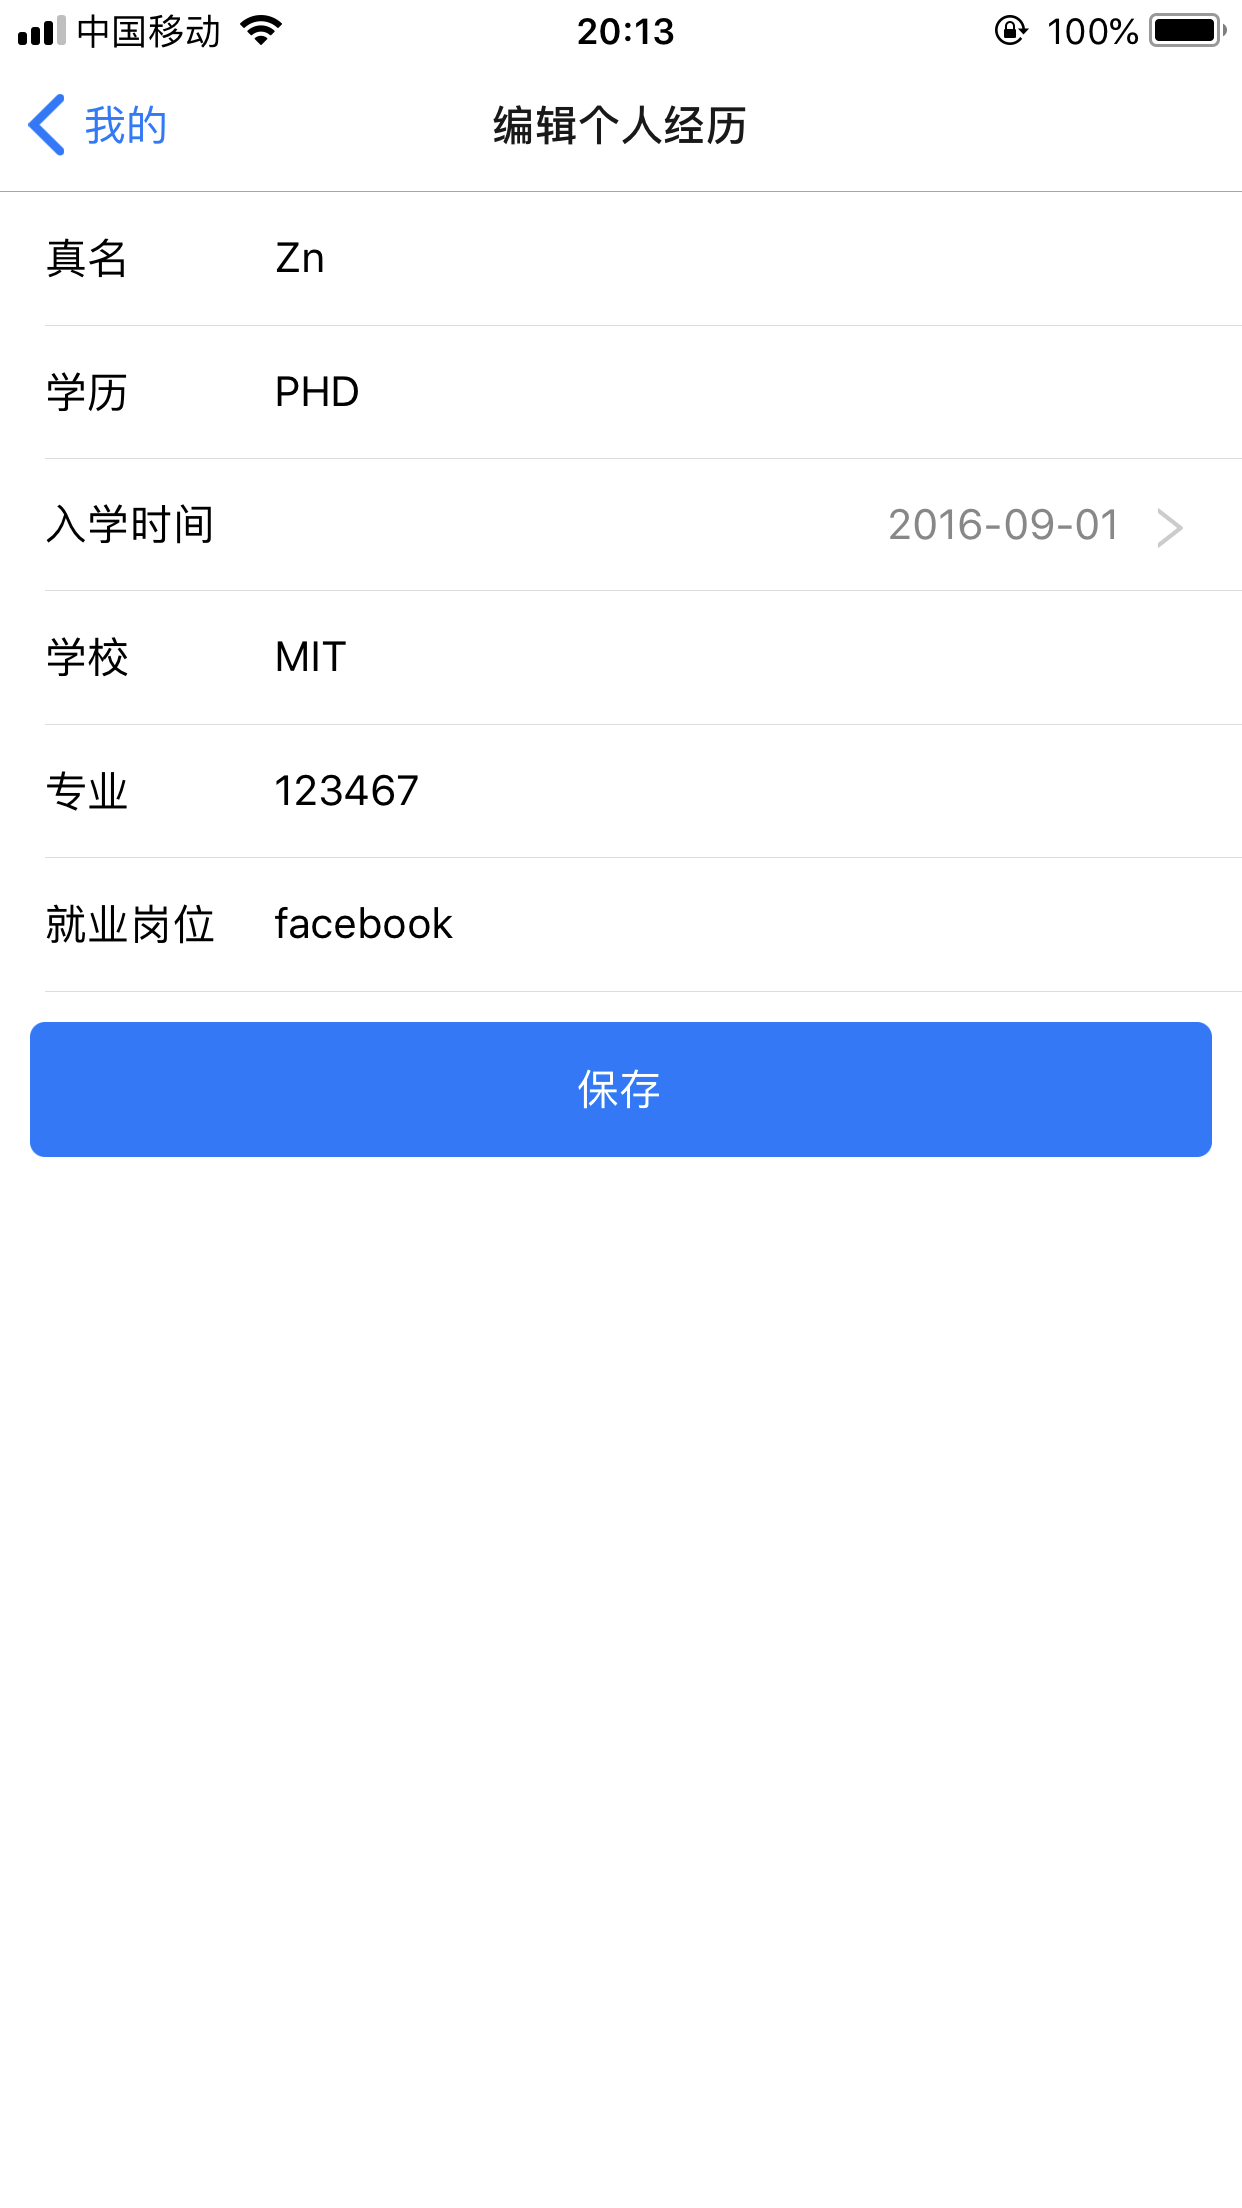 中国移动 20:13 100%
我的 编辑个人经历
真名 Zn
学历 PHD
入学时间 2016-09-01
学校 MIT
专业 123467
就业岗位 facebook
保存